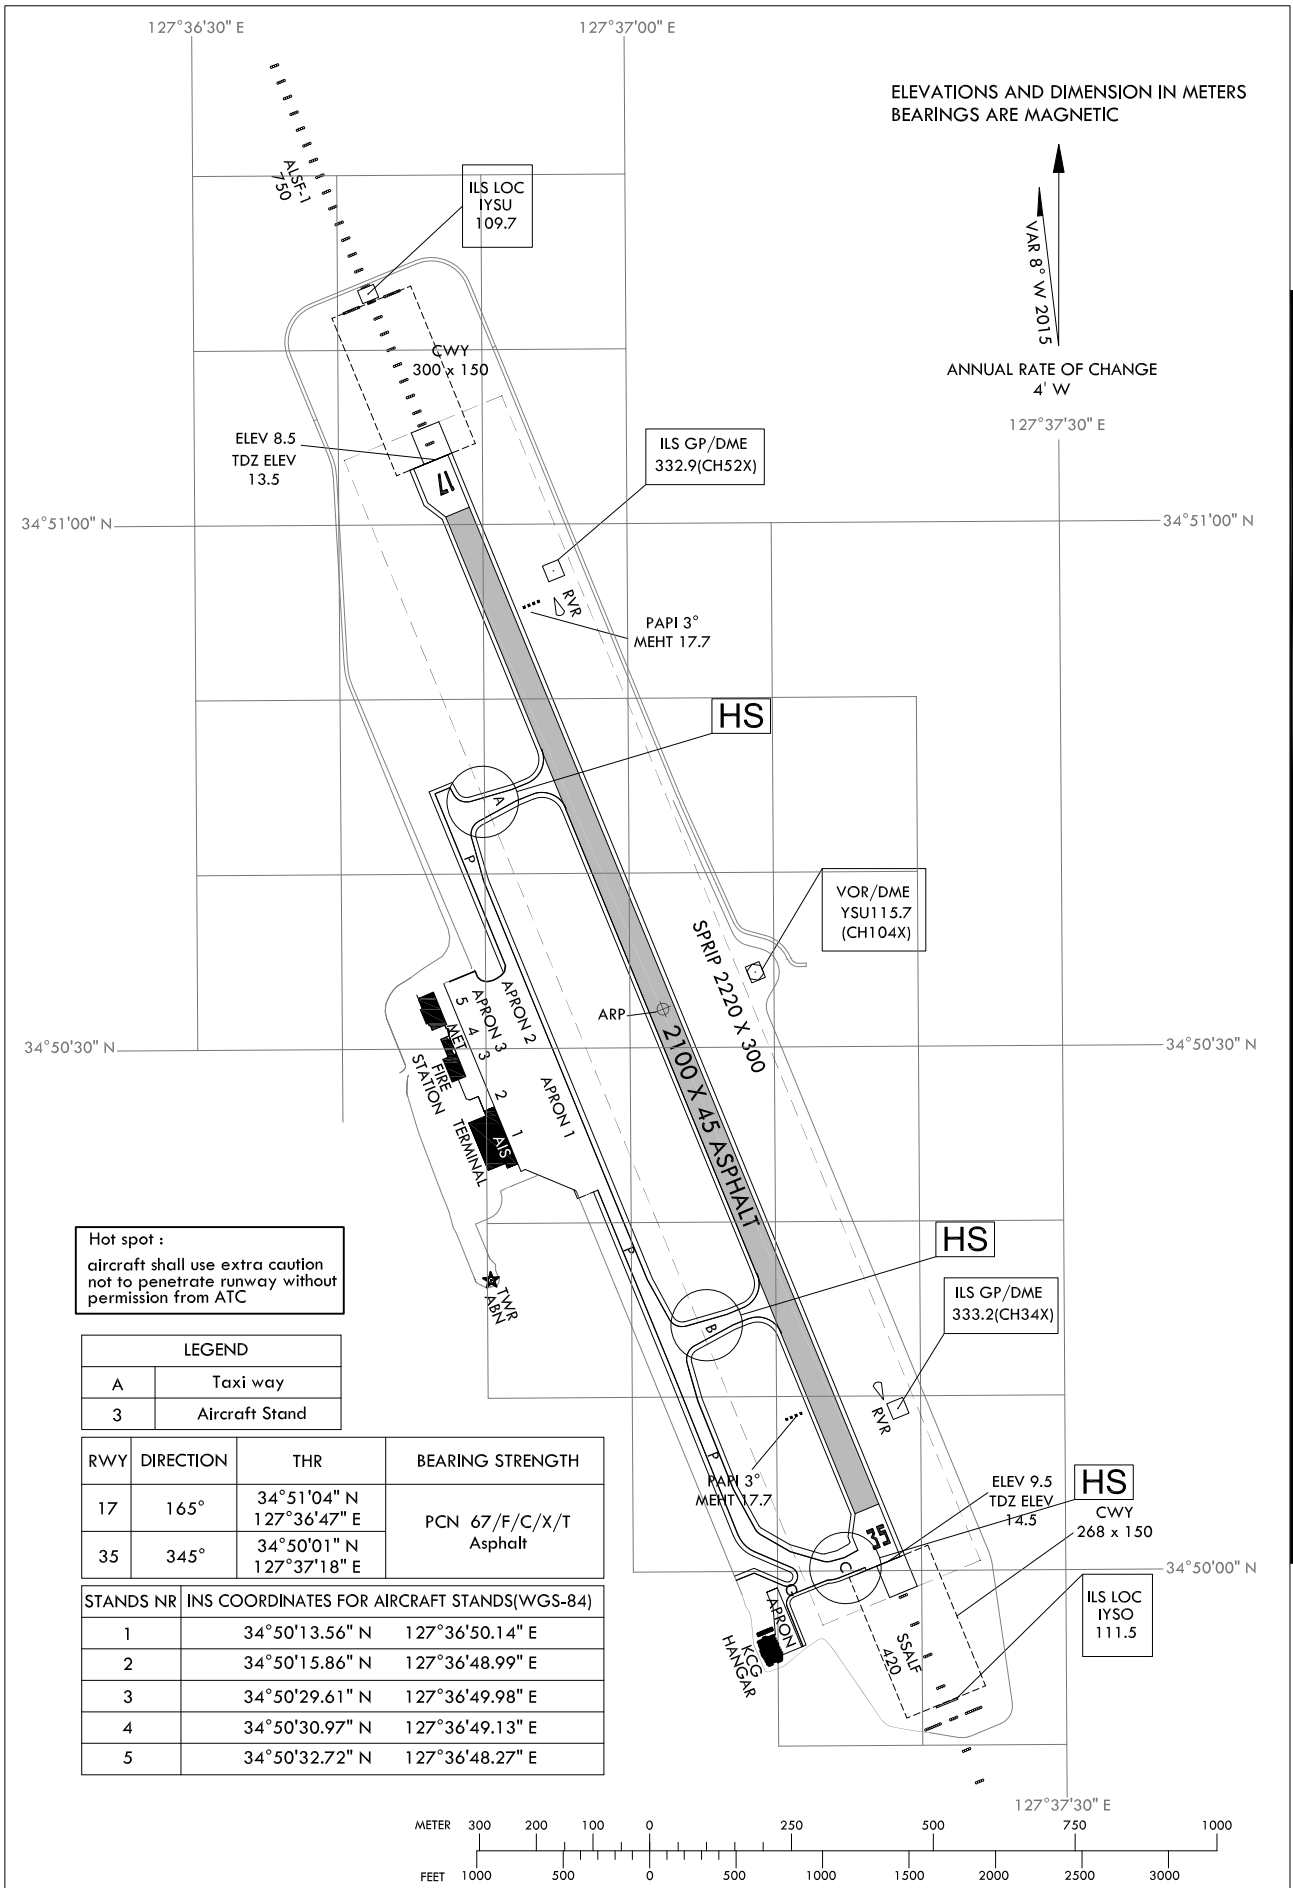 127°36'30" E
127°37'00" E
ELEVATIONS AND DIMENSION IN METERS
BEARINGS ARE MAGNETIC
ALSF-1
750
ILS LOC
IYSU
109.7
VAR 8° W 2015
ANNUAL RATE OF CHANGE
4' W
127°37'30" E
CWY
300 x 150
ELEV 8.5
TDZ ELEV
13.5
ILS GP/DME
332.9(CH52X)
17
34°51'00" N
34°51'00" N
RVR
PAPI 3°
MEHT 17.7
HS
A
P
VOR/DME
YSU115.7
(CH104X)
SPRIP 2220 X 300
ARP
APRON 2
APRON 3
5
4
3
2
1
MET
FIRE
STATION
APRON 1
34°50'30" N
34°50'30" N
2100 X 45 ASPHALT
AIS
TERMINAL
P
HS
TWR
ABN
B
ILS GP/DME
333.2(CH34X)
Hot spot :
aircraft shall use extra caution
not to penetrate runway without
permission from ATC
LEGEND
A Taxi way
3 Aircraft Stand
RVR
P
PAPI 3°
MEHT 17.7
ELEV 9.5
TDZ ELEV
14.5
HS
CWY
268 x 150
35
C
G
34°50'00" N
ILS LOC
IYSO
111.5
APRON
KCG
HANGAR
SSALF
420
RWY DIRECTION THR BEARING STRENGTH
17 165° 34°51'04" N
127°36'47" E
PCN 67/F/C/X/T
Asphalt
35 345° 34°50'01" N
127°37'18" E
STANDS NR INS COORDINATES FOR AIRCRAFT STANDS(WGS-84)
1 34°50'13.56" N 127°36'50.14" E
2 34°50'15.86" N 127°36'48.99" E
3 34°50'29.61" N 127°36'49.98" E
4 34°50'30.97" N 127°36'49.13" E
5 34°50'32.72" N 127°36'48.27" E
127°37'30" E
METER 300 200 100 0 250 500 750 1000
FEET 1000 500 0 500 1000 1500 2000 2500 3000